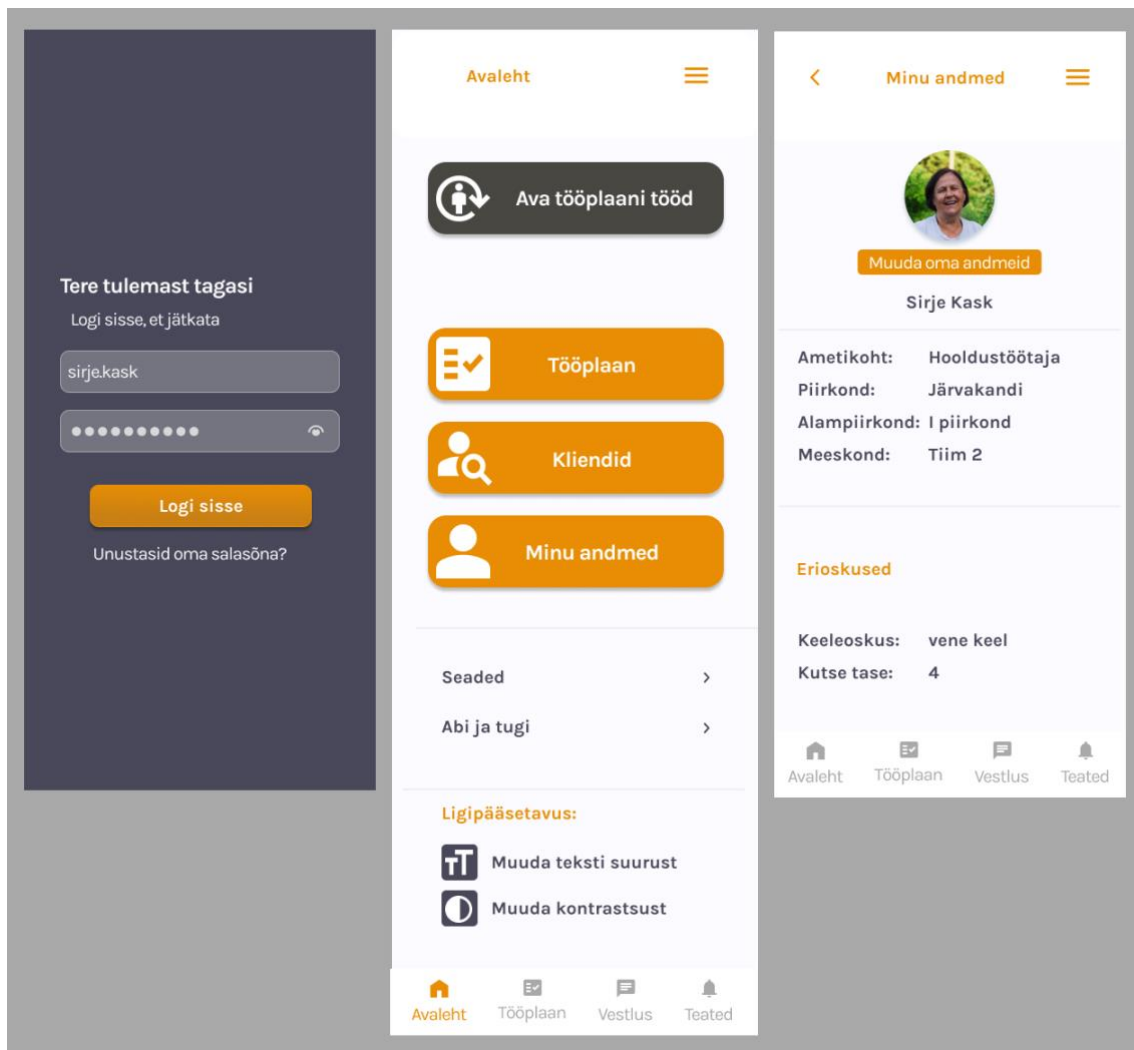 Tere tulemast tagasi
Logi sisse, et jätkata
sirje.kask
Logi sisse
Unustasid oma salasõna?
Avaleht
Ava tööplaani tööd
Tööplaan
Kliendid
Minu andmed
Seaded
Abi ja tugi
Ligipääsetavus:
Muuda teksti suurust
Muuda kontrastsust
Avaleht Tööplaan Vestlus Teated
Minu andmed
Muuda oma andmeid
Sirje Kask
Ametikoht: Hooldustöötaja
Piirkond: Järvakandi
Alampiirkond: I piirkond
Meeskond: Tiim 2
Erioskused
Keeleoskus: vene keel
Kutse tase: 4
Avaleht Tööplaan Vestlus Teated